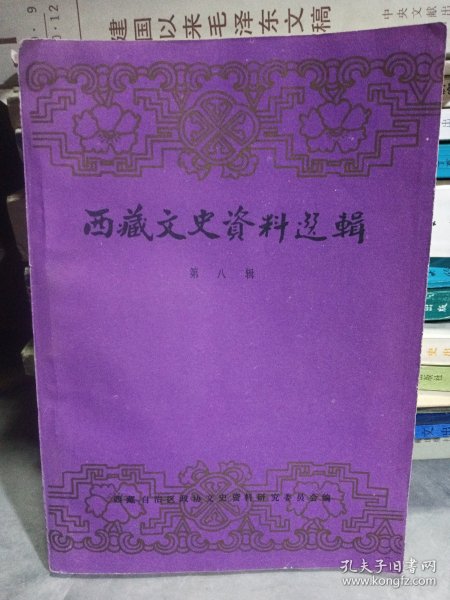 建国以来毛泽东文稿
中央文献出
西藏文史資料选輯
第八辑
西藏自治区政协文史资料研究委员会编
孔夫子旧书网
www.kongfz.com